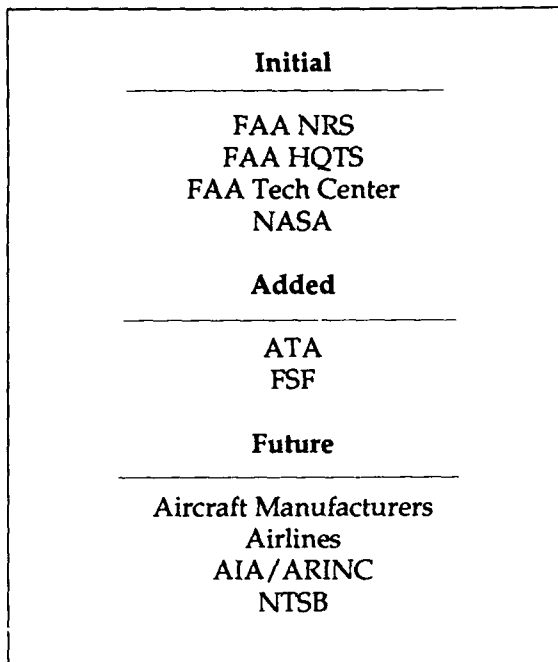 Initial
FAA NRS
FAA HQTS
FAA Tech Center
NASA
Added
ATA
FSF
Future
Aircraft Manufacturers
Airlines
AIA/ARINC
NTSB